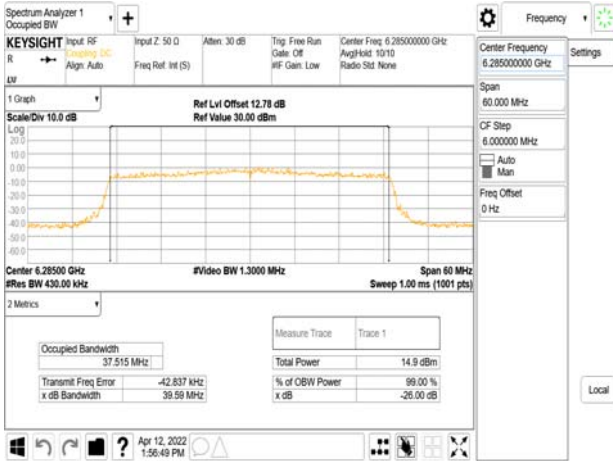 Spectrum Analyzer 1
Occupied BW
Frequency
KEYSIGHT
R
Input: RF
Coupling: DC
Align: Auto
Input Z: 50 Ω
Freq Ref: Int (S)
Atten: 30 dB
Trig: Free Run
Gate: Off
#IF Gain: Low
Center Freq: 6.285000000 GHz
Avg|Hold: 10/10
Radio Std: None
Center Frequency
6.285000000 GHz
Settings
Span
60.000 MHz
CF Step
6.000000 MHz
Auto
Man
Freq Offset
0 Hz
Local
1 Graph
Scale/Div 10.0 dB
Ref Lvl Offset 12.78 dB
Ref Value 30.00 dBm
Log
20.0
10.0
0.00
-10.0
-20.0
-30.0
-40.0
-50.0
-60.0
Center 6.28500 GHz
#Video BW 1.3000 MHz
Span 60 MHz
#Res BW 430.00 kHz
Sweep 1.00 ms (1001 pts)
2 Metrics
Measure Trace Trace 1
Occupied Bandwidth
37.515 MHz
Total Power 14.9 dBm
Transmit Freq Error -42.837 kHz
% of OBW Power 99.00 %
x dB Bandwidth 39.59 MHz
x dB -26.00 dB
?
Apr 12, 2022
1:56:49 PM